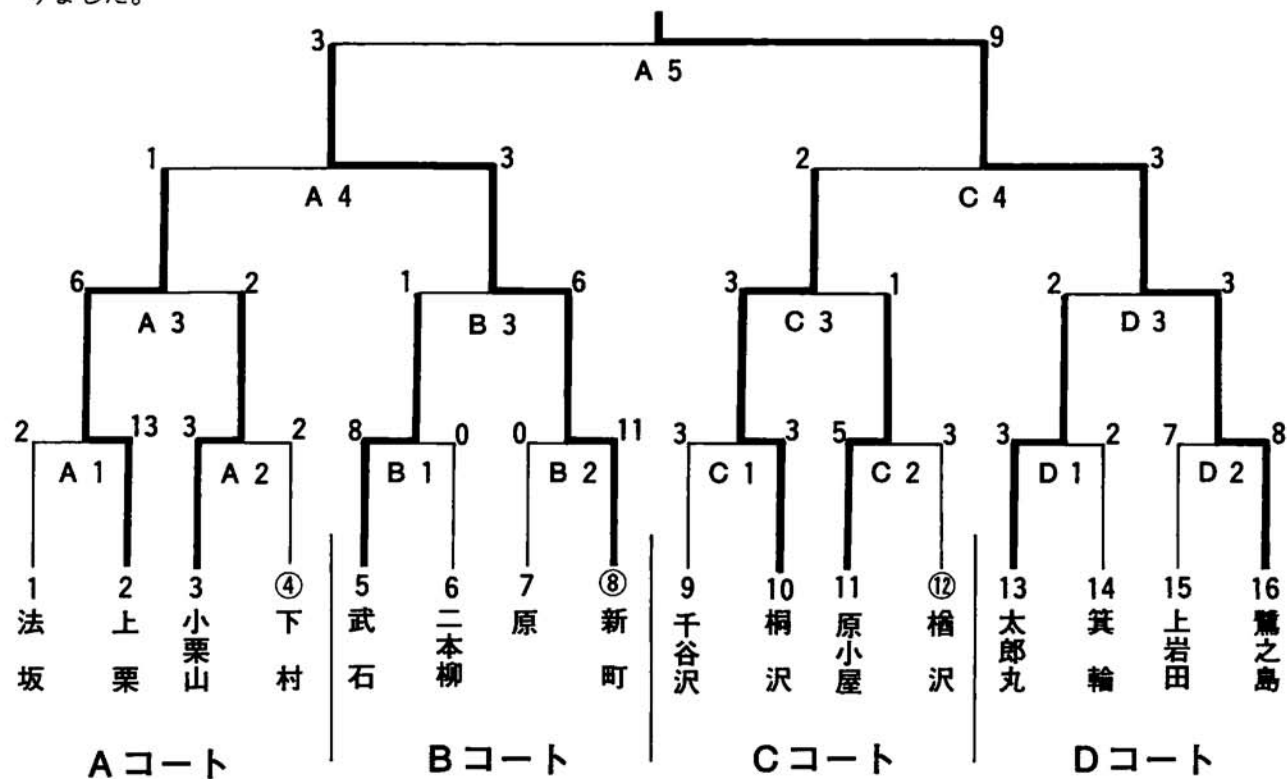 りました。
3 9
A 5
1 3 2 3
A 4 C 4
6 2 1 6 3 1 2 3
A 3 B 3 C 3 D 3
2 13 3 2 8 0 0 11 3 3 5 3 3 2 7 8
A 1 A 2 B 1 B 2 C 1 C 2 D 1 D 2
1 2 3 ④ 5 6 7 ⑧ 9 10 11 ⑫ 13 14 15 16
法坂 上栗 小栗山 下村 武石 二本柳 原 新町 千谷沢 桐沢 原小屋 楢沢 太郎丸 箕輪 上岩田 鷺之島
Aコート Bコート Cコート Dコート